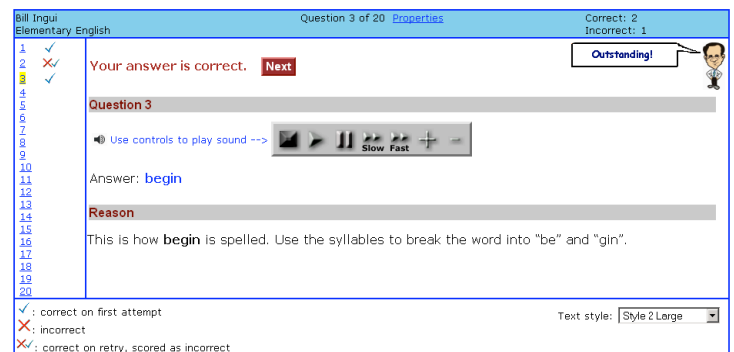 Bill Ingui
Elementary English
Question 3 of 20 Properties
Correct: 2
Incorrect: 1
1
2
3
4
5
6
7
8
9
10
11
12
13
14
15
16
17
18
19
20
Your answer is correct. Next
Outstanding!
Question 3
Use controls to play sound -->
Slow Fast
Answer: begin
Reason
This is how begin is spelled. Use the syllables to break the word into “be” and “gin”.
: correct on first attempt
: incorrect
: correct on retry, scored as incorrect
Text style: Style 2 Large